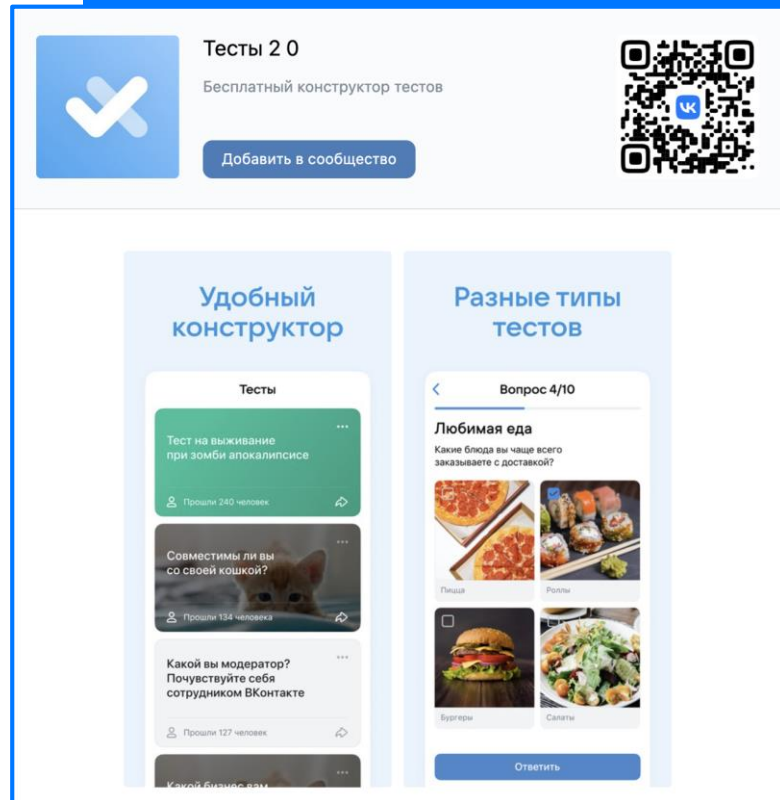 Тесты 2 0
Бесплатный конструктор тестов
Добавить в сообщество
Удобный
конструктор
Тесты
Тест на выживание
при зомби апокалипсисе
Прошли 240 человек
Совместимы ли вы
со своей кошкой?
Прошли 134 человека
Какой вы модератор?
Почувствуйте себя
сотрудником ВКонтакте
Прошли 127 человек
Какой бизнес вам
Разные типы
тестов
Вопрос 4/10
Любимая еда
Какие блюда вы чаще всего
заказываете с доставкой?
Пицца
Роллы
Бургеры
Салаты
Ответить